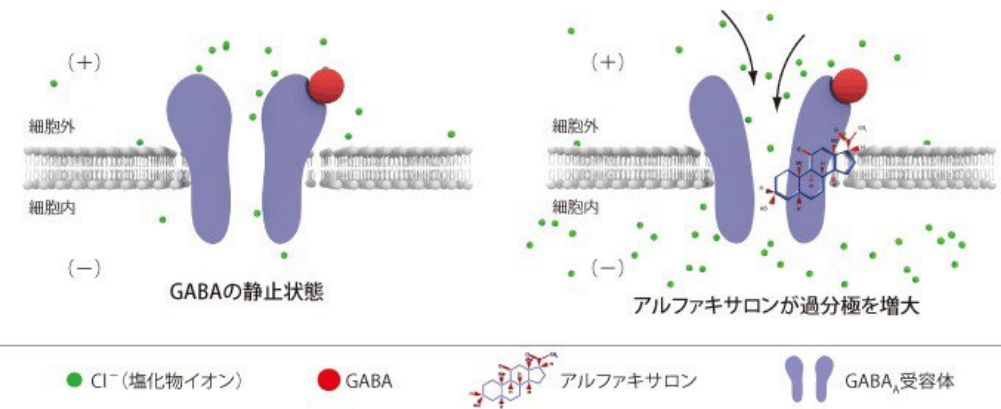 (+)
細胞外
細胞内
(−)
GABAの静止状態
(+)
細胞外
細胞内
(−)
アルファキサロンが過分極を増大
Cl⁻(塩化物イオン)
GABA
アルファキサロン
GABAA受容体